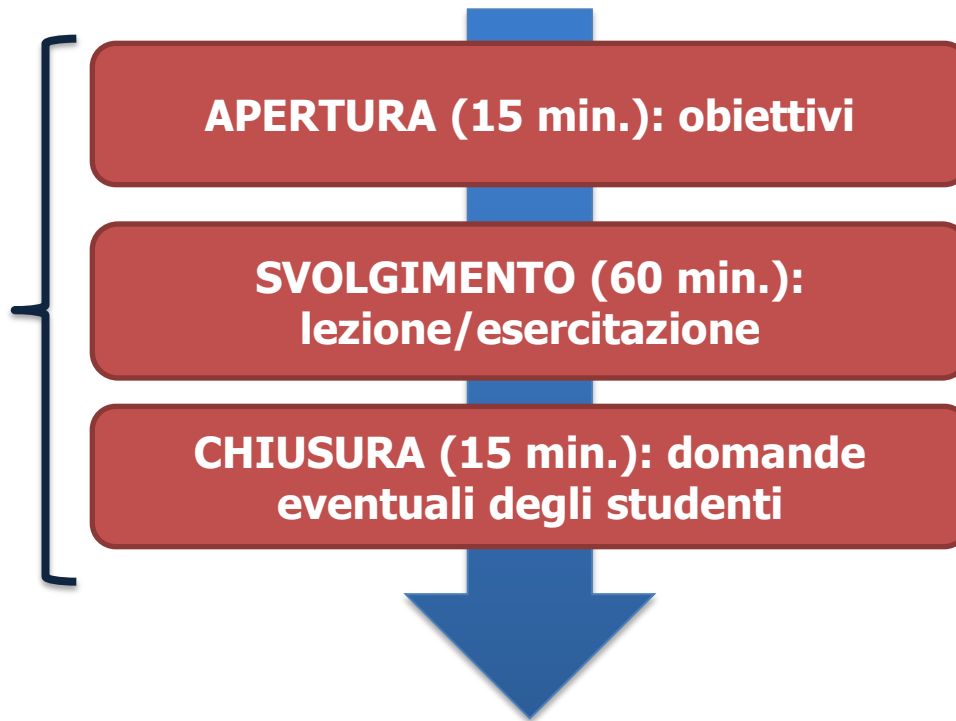 APERTURA (15 min.): obiettivi
SVOLGIMENTO (60 min.):
lezione/esercitazione
CHIUSURA (15 min.): domande
eventuali degli studenti